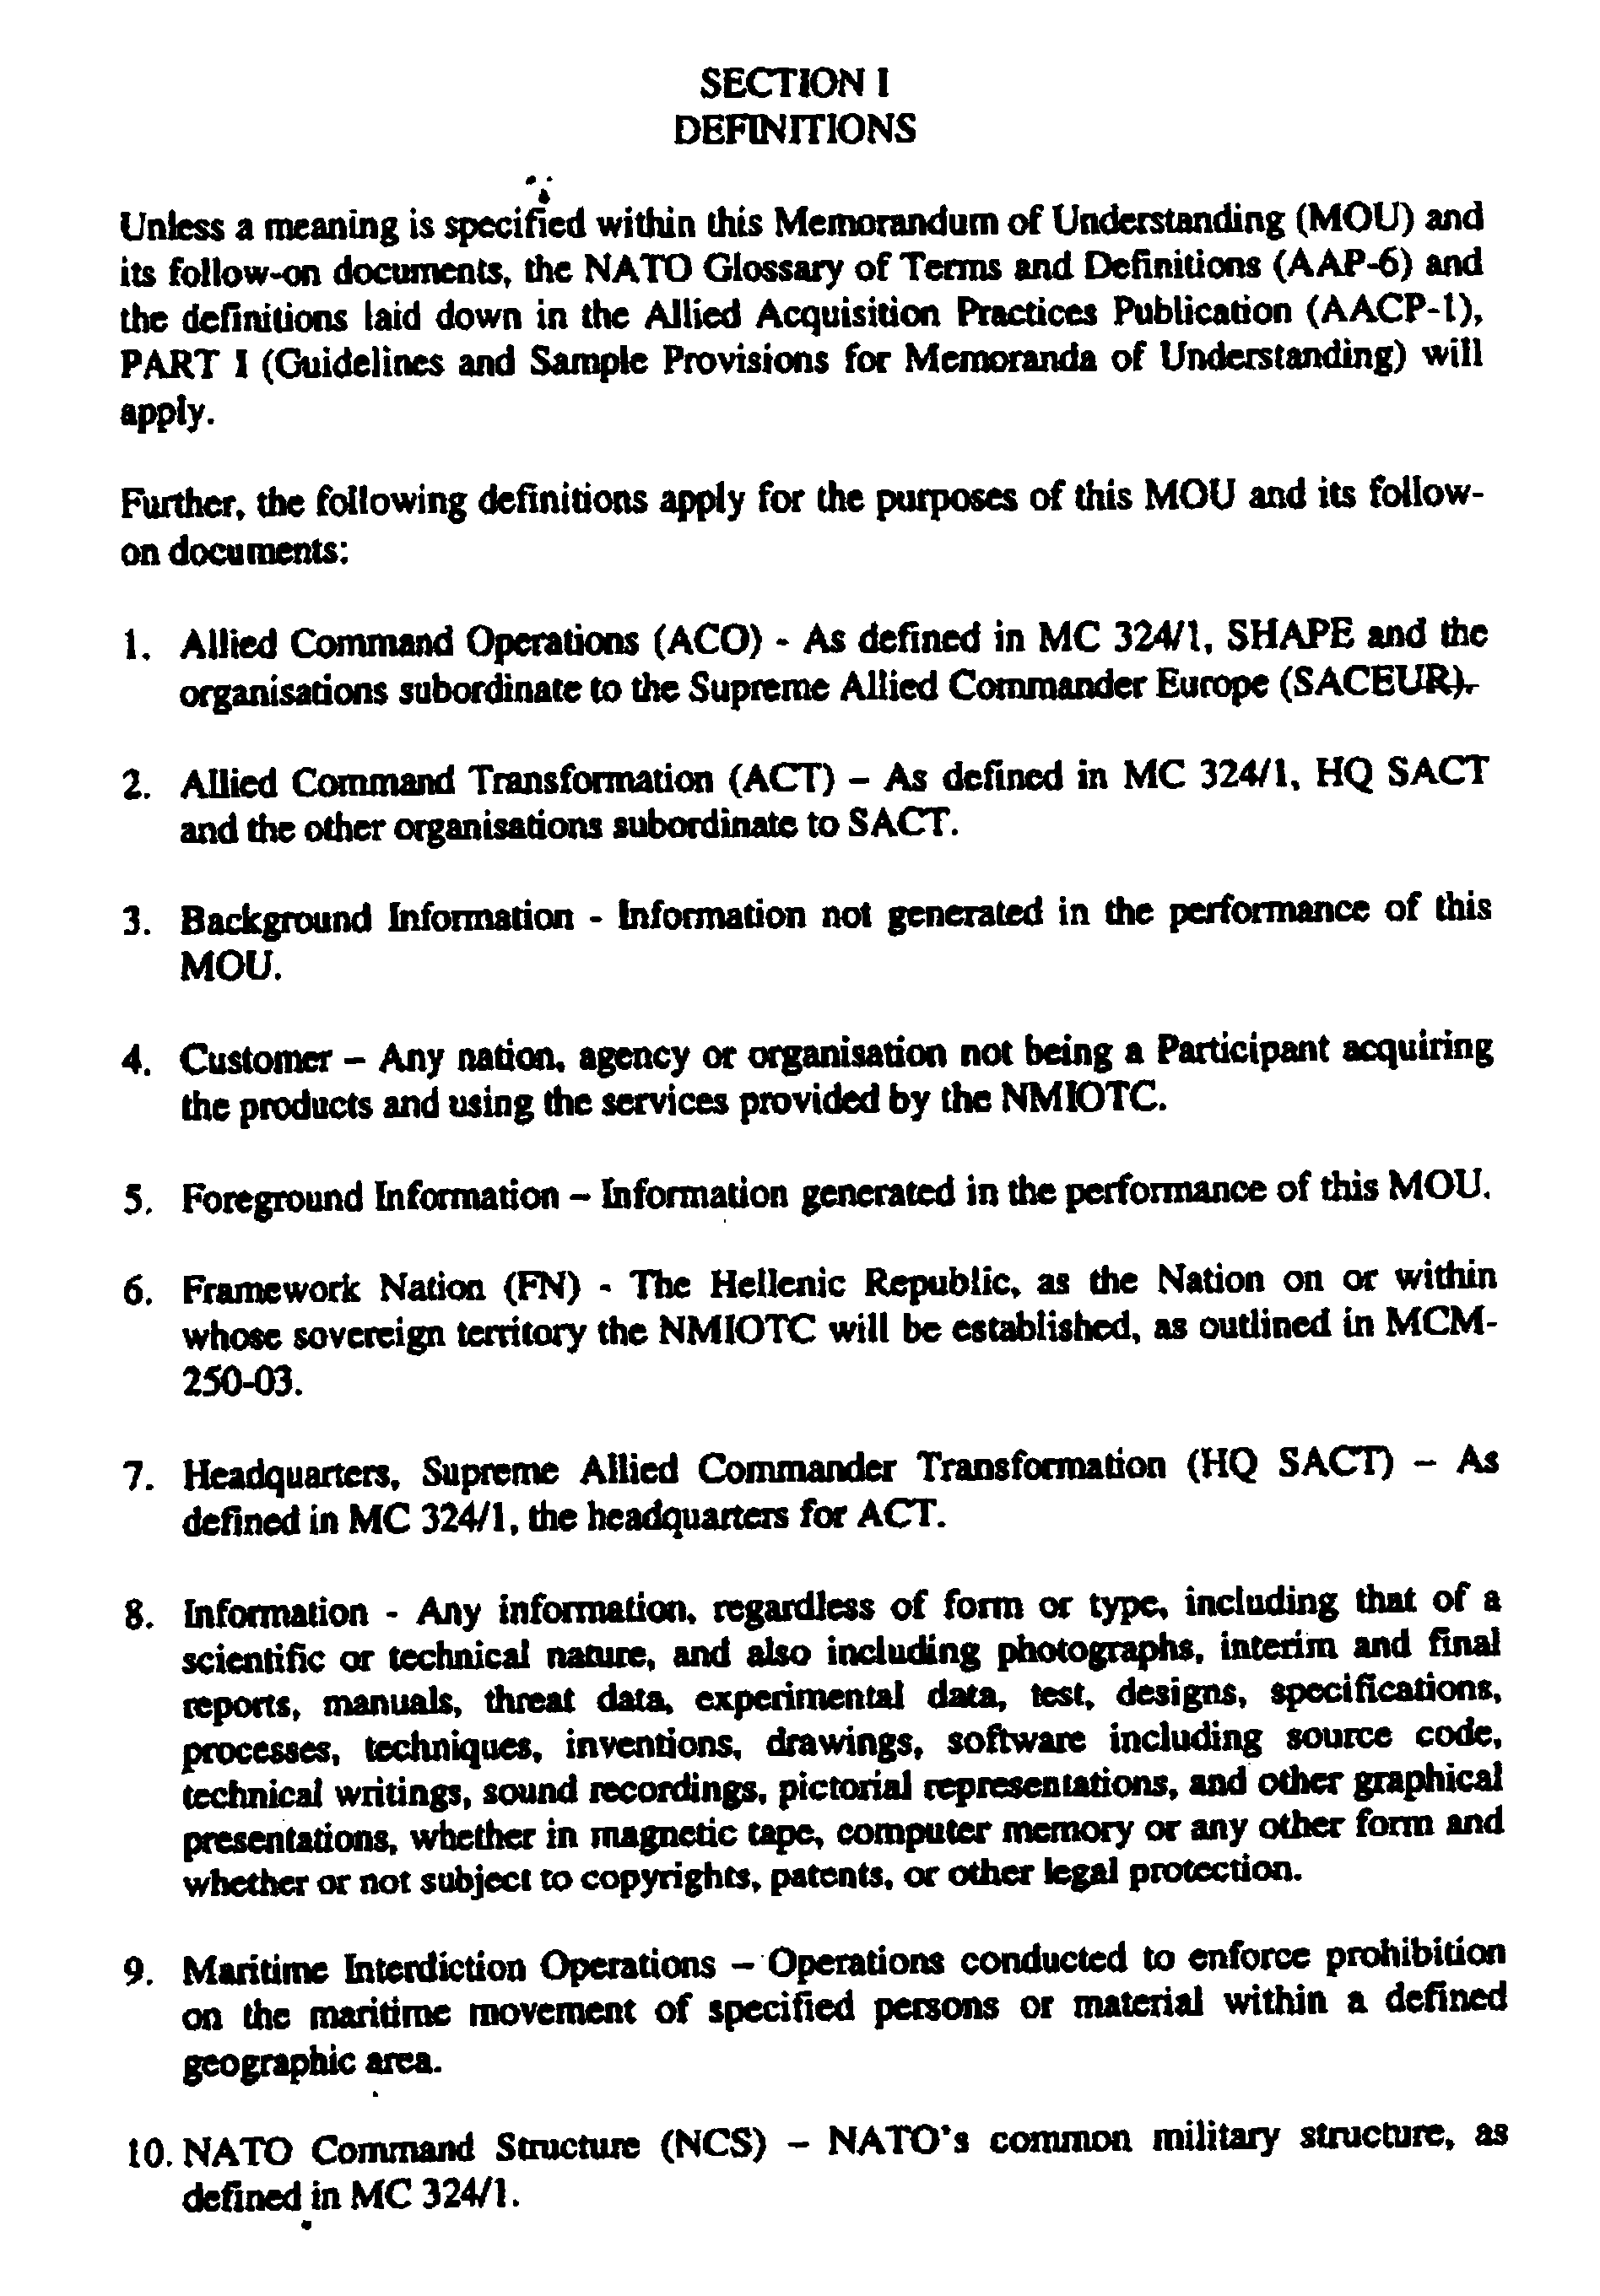 SECTION I
DEFINITIONS
Unless a meaning is specified within this Memorandum of Understanding (MOU) and
its follow-on documents, the NATO Glossary of Terms and Definitions (AAP-6) and
the definitions laid down in the Allied Acquisition Practices Publication (AACP-1),
PART I (Guidelines and Sample Provisions for Memoranda of Understanding) will
apply.
Further, the following definitions apply for the purposes of this MOU and its follow-
on documents:
1. Allied Command Operations (ACO) - As defined in MC 324/1, SHAPE and the
organisations subordinate to the Supreme Allied Commander Europe (SACEUR).
2. Allied Command Transformation (ACT) – As defined in MC 324/1, HQ SACT
and the other organisations subordinate to SACT.
3. Background Information - Information not generated in the performance of this
MOU.
4. Customer – Any nation, agency or organisation not being a Participant acquiring
the products and using the services provided by the NMIOTC.
5. Foreground Information – Information generated in the performance of this MOU.
6. Framework Nation (FN) - The Hellenic Republic, as the Nation on or within
whose sovereign territory the NMIOTC will be established, as outlined in MCM-
250-03.
7. Headquarters, Supreme Allied Commander Transformation (HQ SACT) – As
defined in MC 324/1, the headquarters for ACT.
8. Information - Any information, regardless of form or type, including that of a
scientific or technical nature, and also including photographs, interim and final
reports, manuals, threat data, experimental data, test, designs, specifications,
processes, techniques, inventions, drawings, software including source code,
technical writings, sound recordings, pictorial representations, and other graphical
presentations, whether in magnetic tape, computer memory or any other form and
whether or not subject to copyrights, patents, or other legal protection.
9. Maritime Interdiction Operations – Operations conducted to enforce prohibition
on the maritime movement of specified persons or material within a defined
geographic area.
10. NATO Command Structure (NCS) – NATO's common military structure, as
defined in MC 324/1.